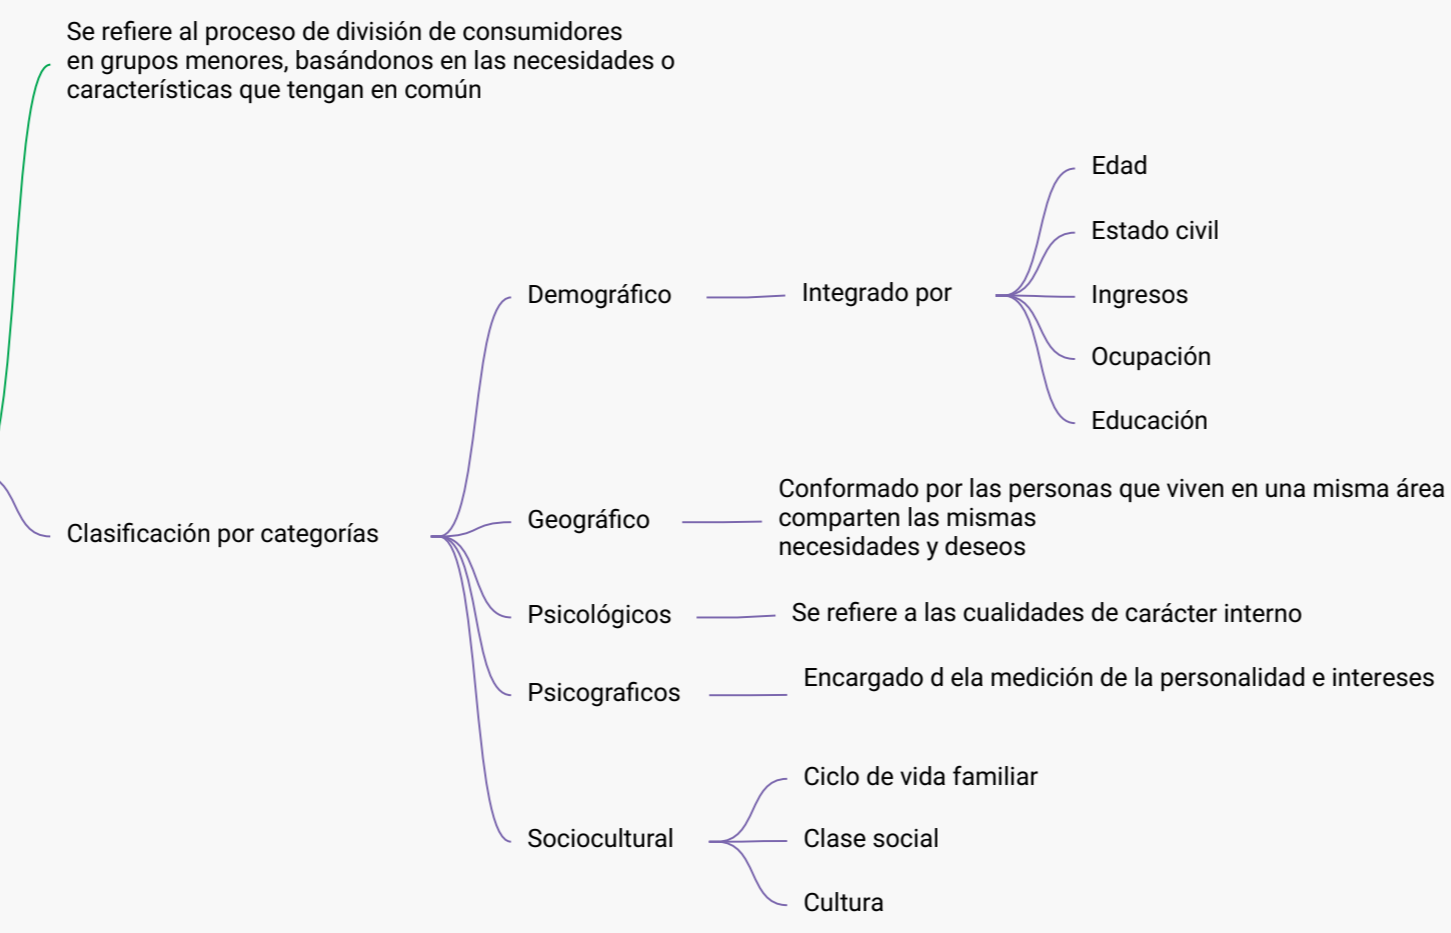 Se refiere al proceso de división de consumidores
en grupos menores, basándonos en las necesidades o
características que tengan en común
Clasificación por categorías
Demográfico
Integrado por
Edad
Estado civil
Ingresos
Ocupación
Educación
Geográfico
Conformado por las personas que viven en una misma área
comparten las mismas
necesidades y deseos
Psicológicos
Se refiere a las cualidades de carácter interno
Psicograficos
Encargado d ela medición de la personalidad e intereses
Sociocultural
Ciclo de vida familiar
Clase social
Cultura